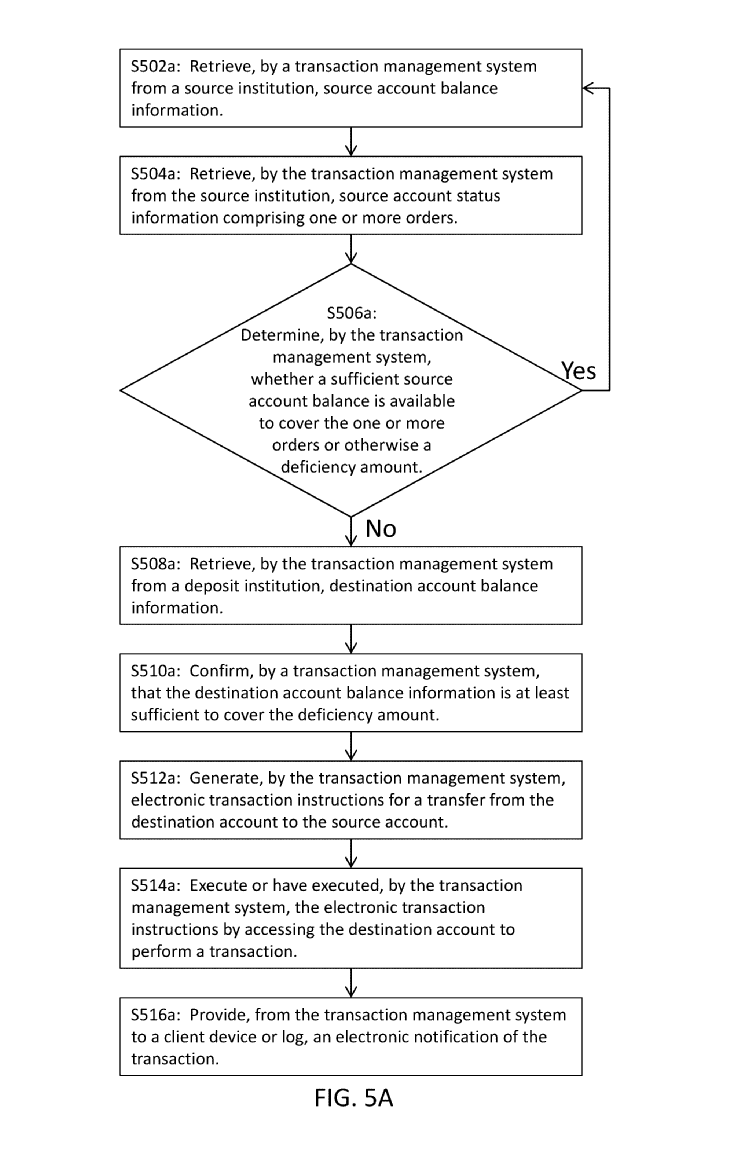 S502a: Retrieve, by a transaction management system
from a source institution, source account balance
information.
S504a: Retrieve, by the transaction management system
from the source institution, source account status
information comprising one or more orders.
S506a:
Determine, by the transaction
management system,
whether a sufficient source
account balance is available
to cover the one or more
orders or otherwise a
deficiency amount.
Yes
No
S508a: Retrieve, by the transaction management system
from a deposit institution, destination account balance
information.
S510a: Confirm, by a transaction management system,
that the destination account balance information is at least
sufficient to cover the deficiency amount.
S512a: Generate, by the transaction management system,
electronic transaction instructions for a transfer from the
destination account to the source account.
S514a: Execute or have executed, by the transaction
management system, the electronic transaction
instructions by accessing the destination account to
perform a transaction.
S516a: Provide, from the transaction management system
to a client device or log, an electronic notification of the
transaction.
FIG. 5A